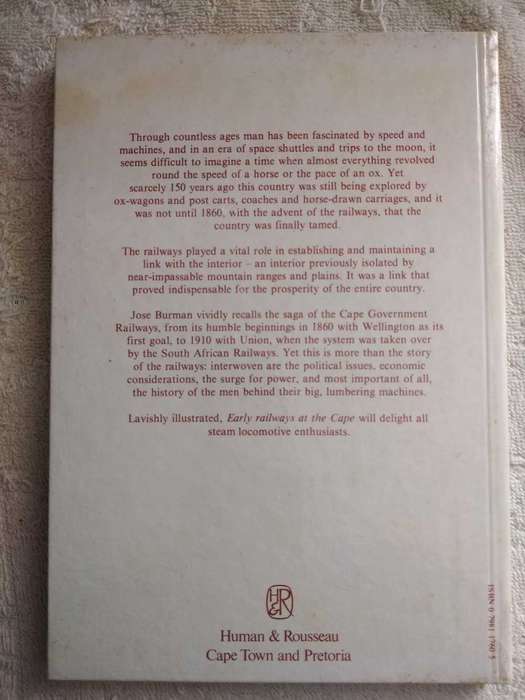 Through countless ages man has been fascinated by speed and
machines, and in an era of space shuttles and trips to the moon, it
seems difficult to imagine a time when almost everything revolved
round the speed of a horse or the pace of an ox. Yet
scarcely 150 years ago this country was still being explored by
ox-wagons and post carts, coaches and horse-drawn carriages, and it
was not until 1860, with the advent of the railways, that the
country was finally tamed.
The railways played a vital role in establishing and maintaining a
link with the interior – an interior previously isolated by
near-impassable mountain ranges and plains. It was a link that
proved indispensable for the prosperity of the entire country.
Jose Burman vividly recalls the saga of the Cape Government
Railways, from its humble beginnings in 1860 with Wellington as its
first goal, to 1910 with Union, when the system was taken over
by the South African Railways. Yet this is more than the story
of the railways: interwoven are the political issues, economic
considerations, the surge for power, and most important of all,
the history of the men behind their big, lumbering machines.
Lavishly illustrated, Early railways at the Cape will delight all
steam locomotive enthusiasts.
H&R
Human & Rousseau
Cape Town and Pretoria
ISBN 0 7981 1760 5